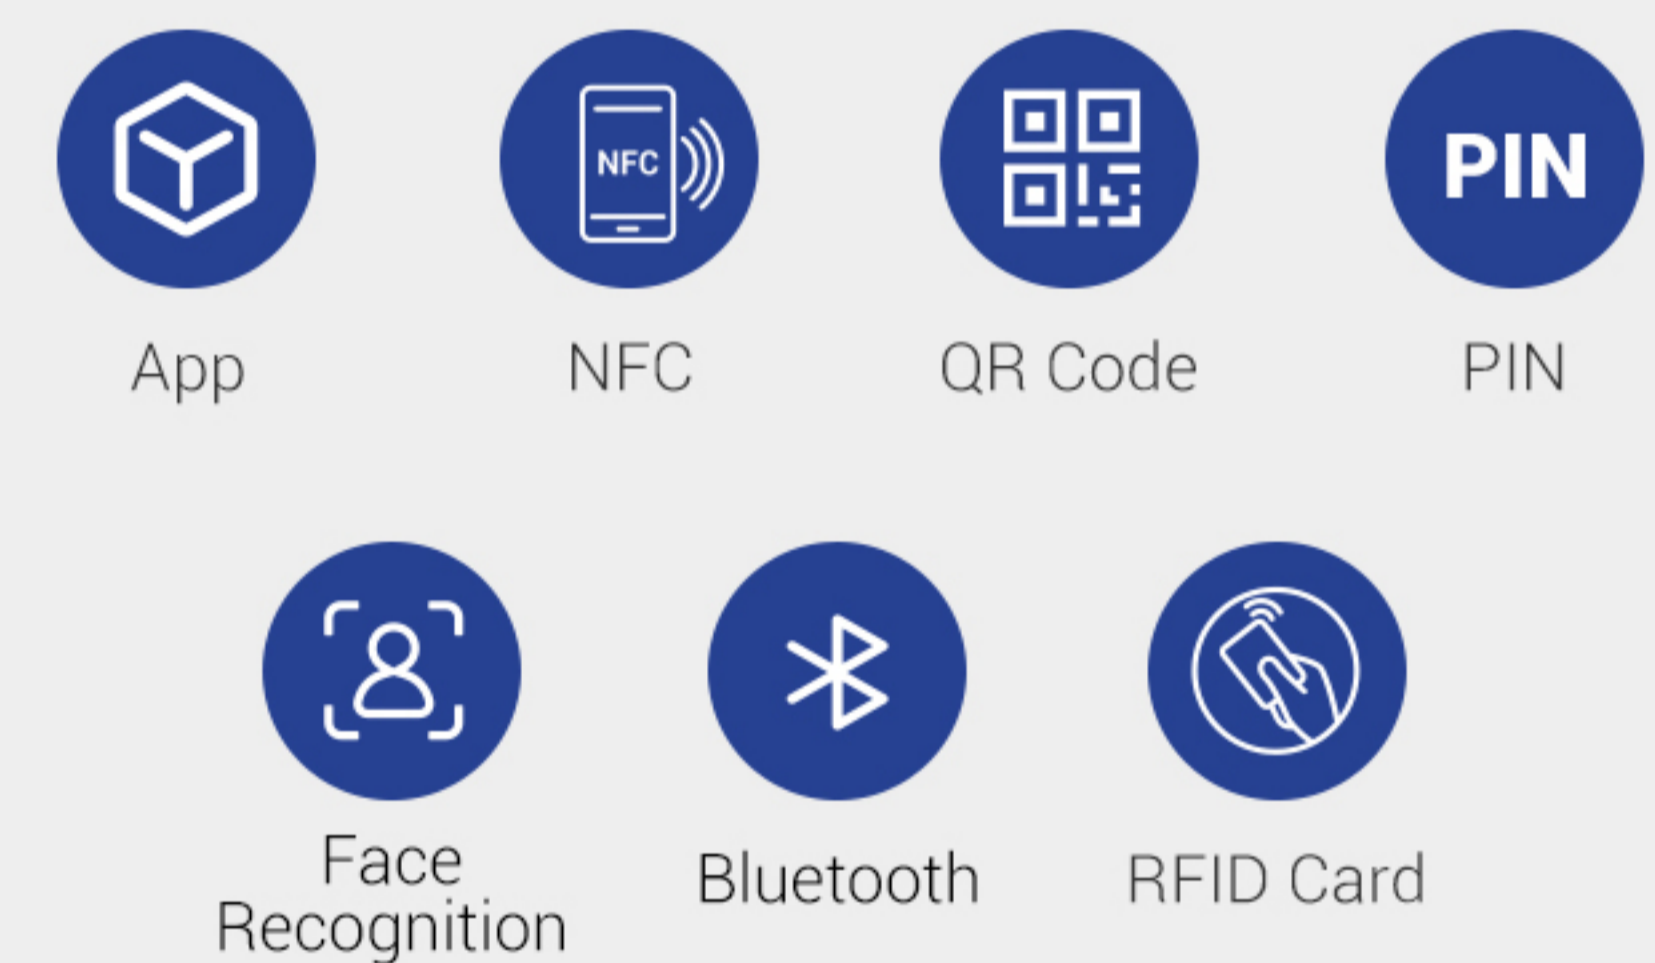 NFC
PIN
App
NFC
QR Code
PIN
Face
Recognition
Bluetooth
RFID Card